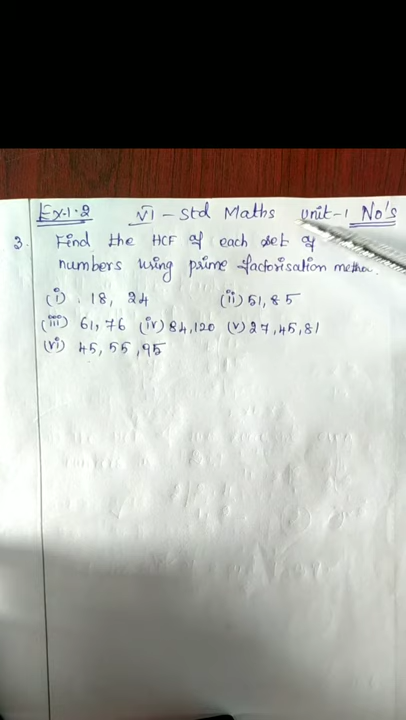 Ex-1.2 VI - Std Maths Unit-1 No's
3. Find the HCF of each set of
numbers using prime factorisation
(i) . 18, 24 (ii) 51, 85
(iii) 61, 76 (iv) 84, 120 (v) 27, 45, 81
(vi) 45, 55, 95